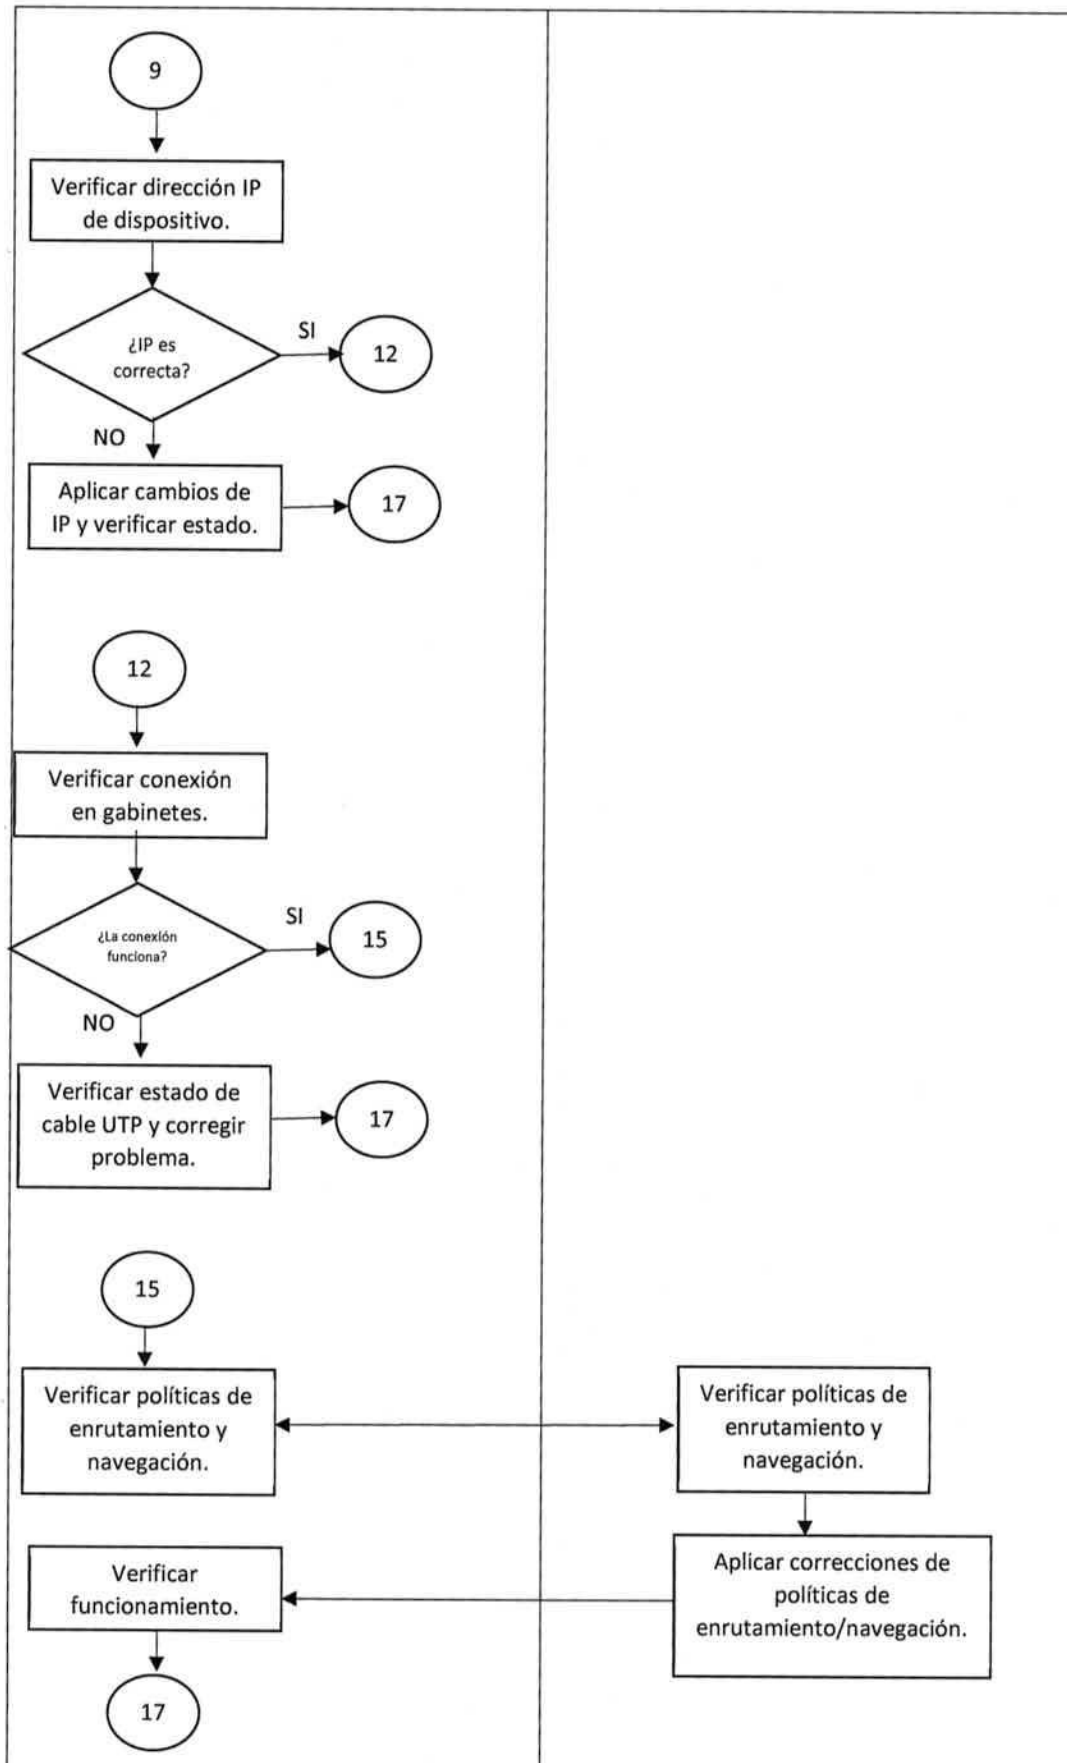 9
Verificar dirección IP
de dispositivo.
¿IP es
correcta?
SI
12
NO
Aplicar cambios de
IP y verificar estado.
17
12
Verificar conexión
en gabinetes.
¿La conexión
funciona?
SI
15
NO
Verificar estado de
cable UTP y corregir
problema.
17
15
Verificar políticas de
enrutamiento y
navegación.
Verificar políticas de
enrutamiento y
navegación.
Verificar
funcionamiento.
Aplicar correcciones de
políticas de
enrutamiento/navegación.
17